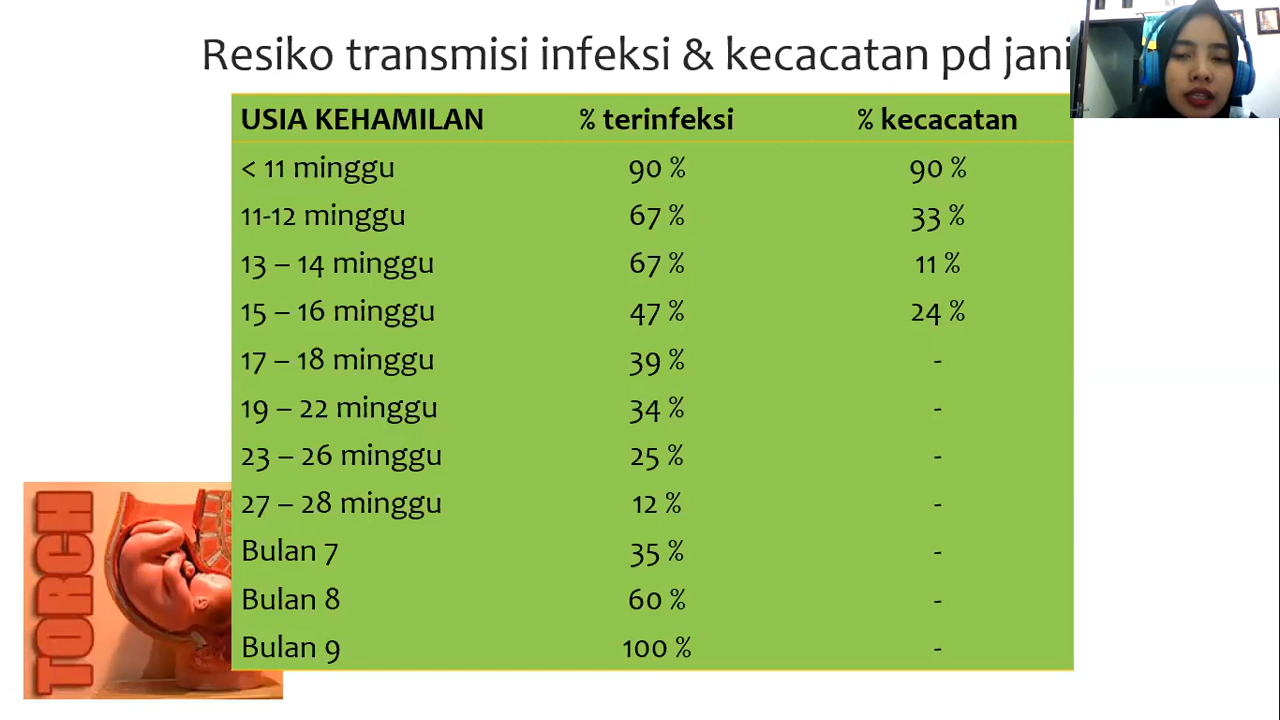 Resiko transmisi infeksi & kecacatan pd jani
USIA KEHAMILAN % terinfeksi % kecacatan
< 11 minggu 90 % 90 %
11-12 minggu 67 % 33 %
13 – 14 minggu 67 % 11 %
15 – 16 minggu 47 % 24 %
17 – 18 minggu 39 % -
19 – 22 minggu 34 % -
23 – 26 minggu 25 % -
27 – 28 minggu 12 % -
Bulan 7 35 % -
Bulan 8 60 % -
Bulan 9 100 % -
TORCH